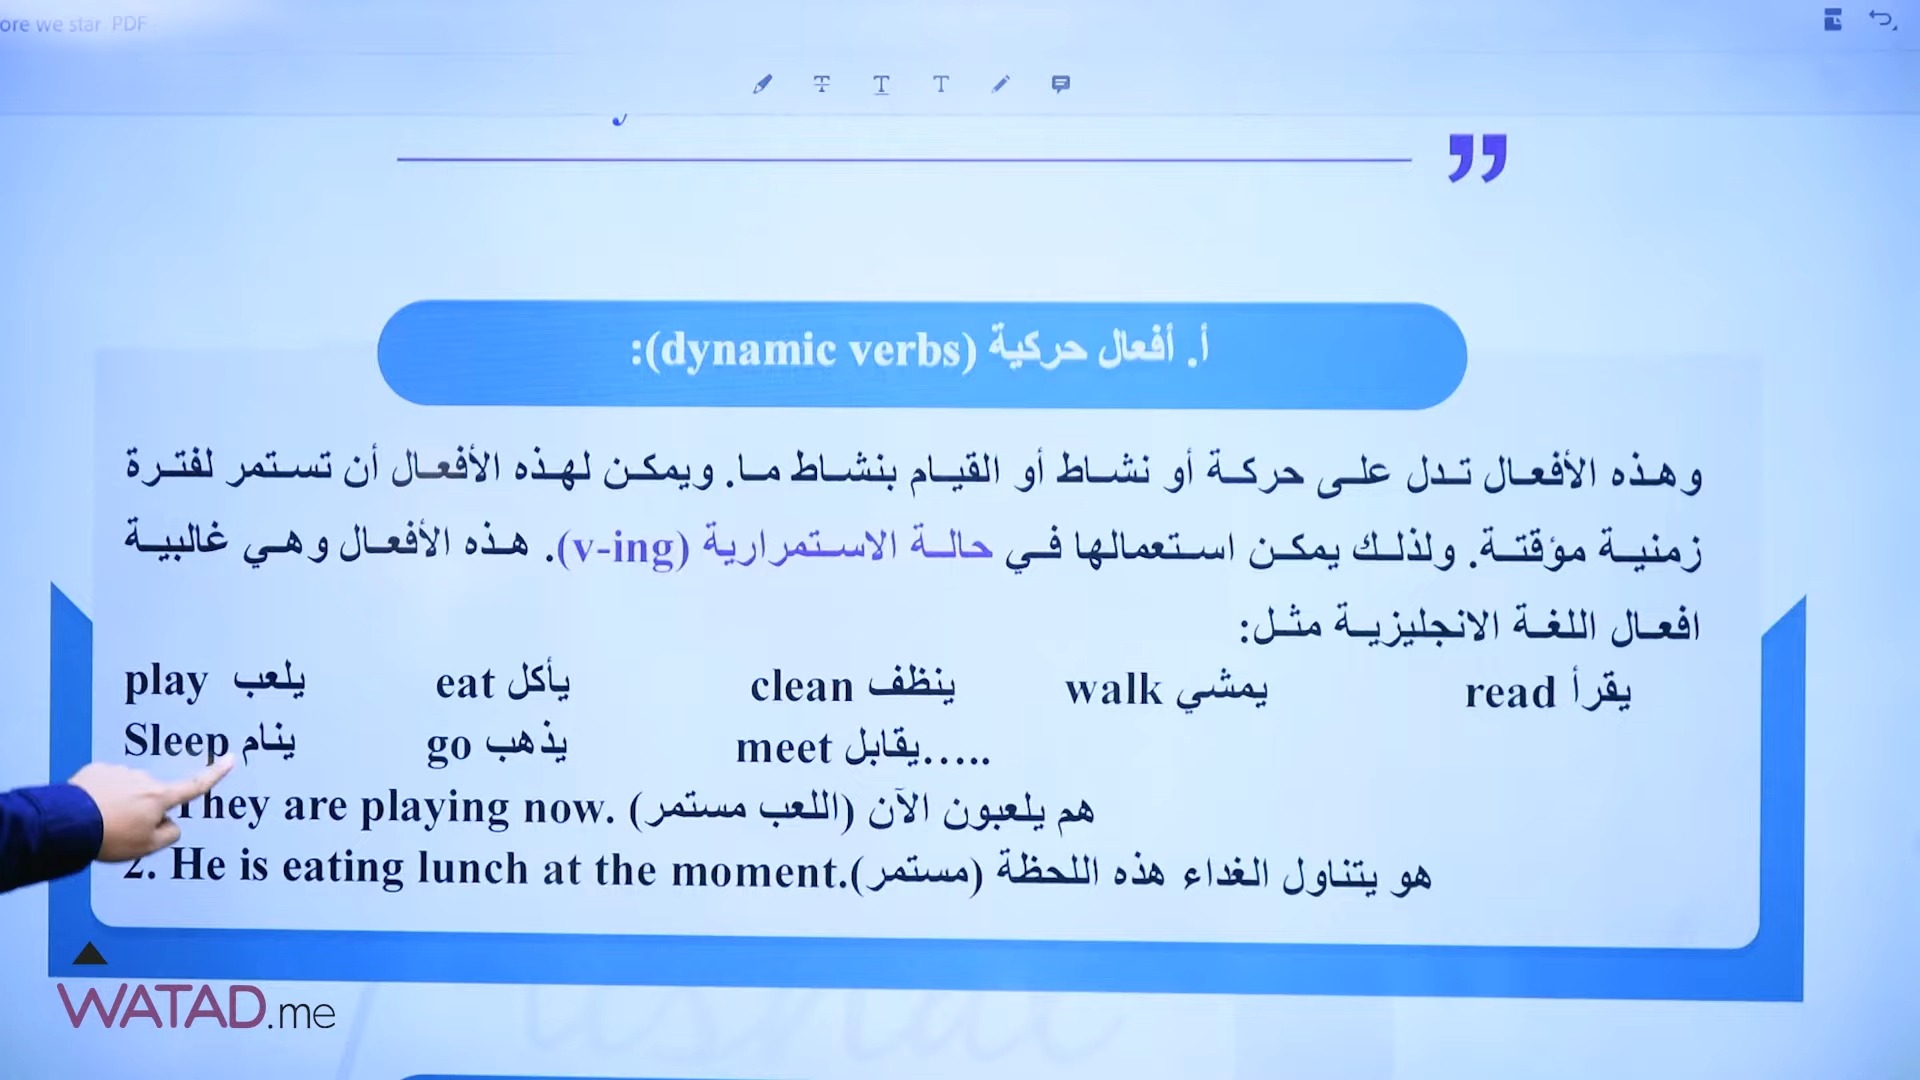 ore we star PDF
أ. أفعال حركية (dynamic verbs):
وهذه الأفعال تدل على حركة أو نشاط أو القيام بنشاط ما. ويمكن لهذه الأفعال أن تستمر لفترة
زمنية مؤقتة. ولذلك يمكن استعمالها في حالة الاستمرارية (v-ing). هذه الأفعال وهي غالبية
افعال اللغة الانجليزية مثل:
play يلعب eat يأكل clean ينظف walk يمشي read يقرأ
Sleep ينام go يذهب meet يقابل.....
They are playing now. (اللعب مستمر) هم يلعبون الآن
2. He is eating lunch at the moment.(مستمر) هو يتناول الغداء هذه اللحظة
WATAD.me